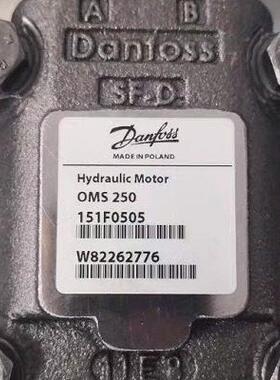 A B
Danfoss
SF-D
Danfoss
MADE IN POLAND
Hydraulic Motor
OMS 250
151F0505
W82262776